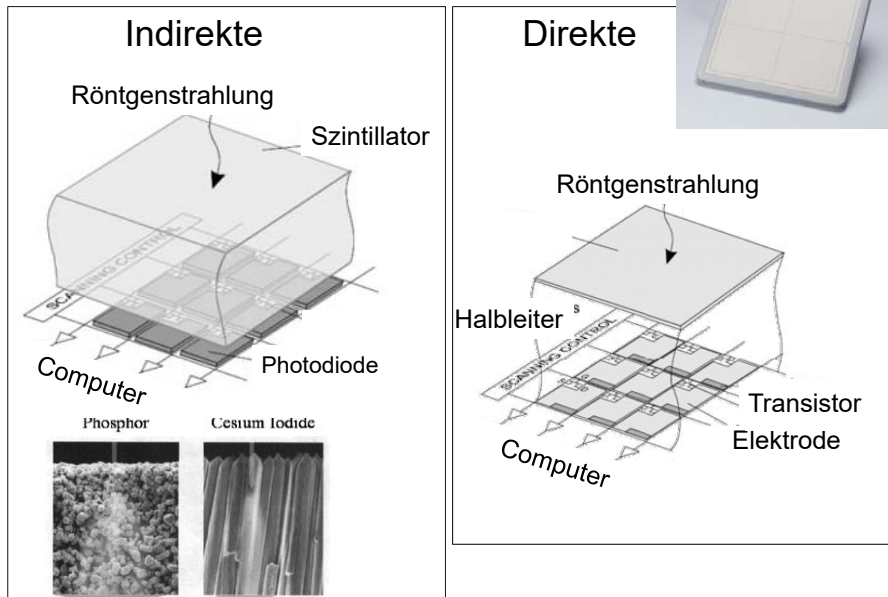 Indirekte
Röntgenstrahlung
Szintillator
SCANNING CONTROL
Photodiode
Computer
Phosphor
Cesium Iodide
Direkte
Röntgenstrahlung
Halbleiter
s
SCANNING CONTROL
G
S
D
Transistor
Elektrode
Computer